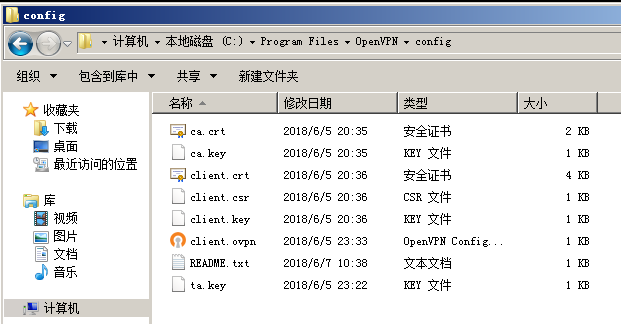 config
计算机 本地磁盘 (C:) Program Files OpenVPN config
组织 包含到库中 共享 新建文件夹
收藏夹
下载
桌面
最近访问的位置
库
视频
图片
文档
音乐
计算机
名称 修改日期 类型 大小
ca.crt 2018/6/5 20:35 安全证书 2 KB
ca.key 2018/6/5 20:35 KEY 文件 1 KB
client.crt 2018/6/5 20:36 安全证书 4 KB
client.csr 2018/6/5 20:36 CSR 文件 1 KB
client.key 2018/6/5 20:36 KEY 文件 1 KB
client.ovpn 2018/6/5 23:33 OpenVPN Config... 1 KB
README.txt 2018/6/7 10:38 文本文档 1 KB
ta.key 2018/6/5 23:22 KEY 文件 1 KB